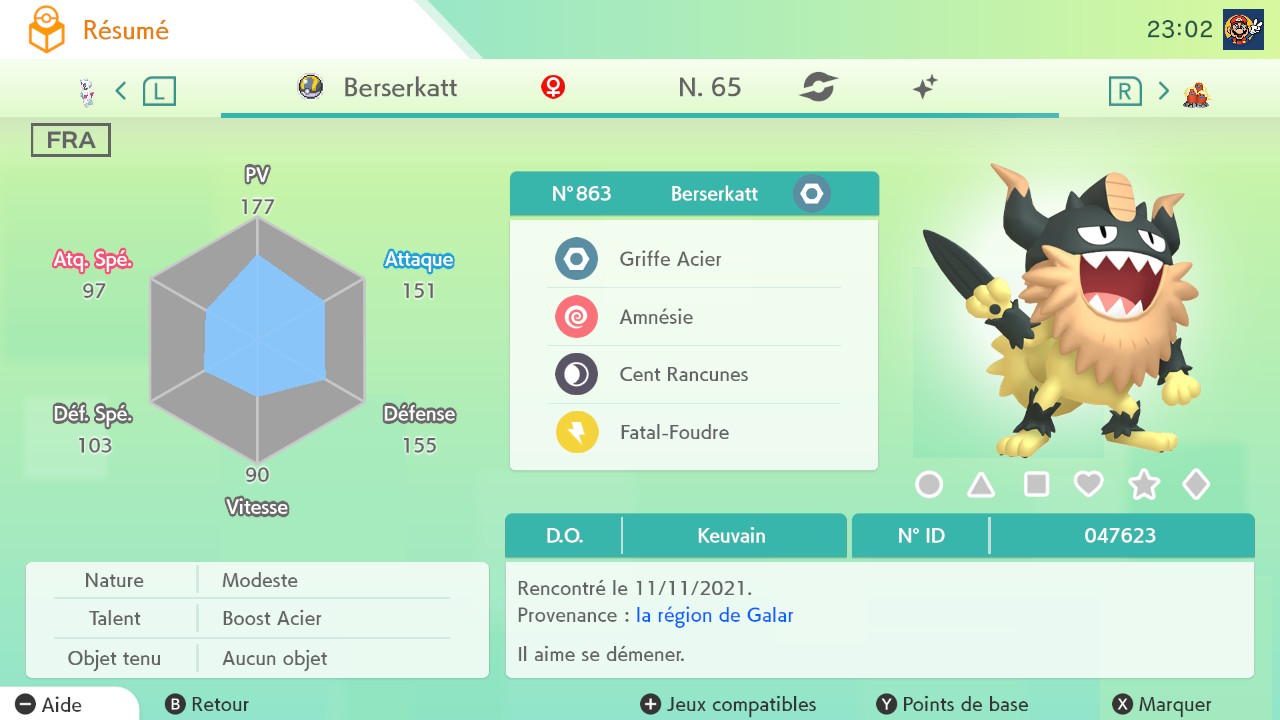 Résumé
23:02
L
Berserkatt
N. 65
R
FRA
PV
177
Atq. Spé.
97
Attaque
151
Déf. Spé.
103
Défense
155
90
Vitesse
N°863 Berserkatt
Griffe Acier
Amnésie
Cent Rancunes
Fatal-Foudre
D.O. Keuvain
N° ID 047623
Nature Modeste
Talent Boost Acier
Objet tenu Aucun objet
Rencontré le 11/11/2021.
Provenance : la région de Galar
Il aime se démener.
Aide
B Retour
Jeux compatibles
Y Points de base
X Marquer